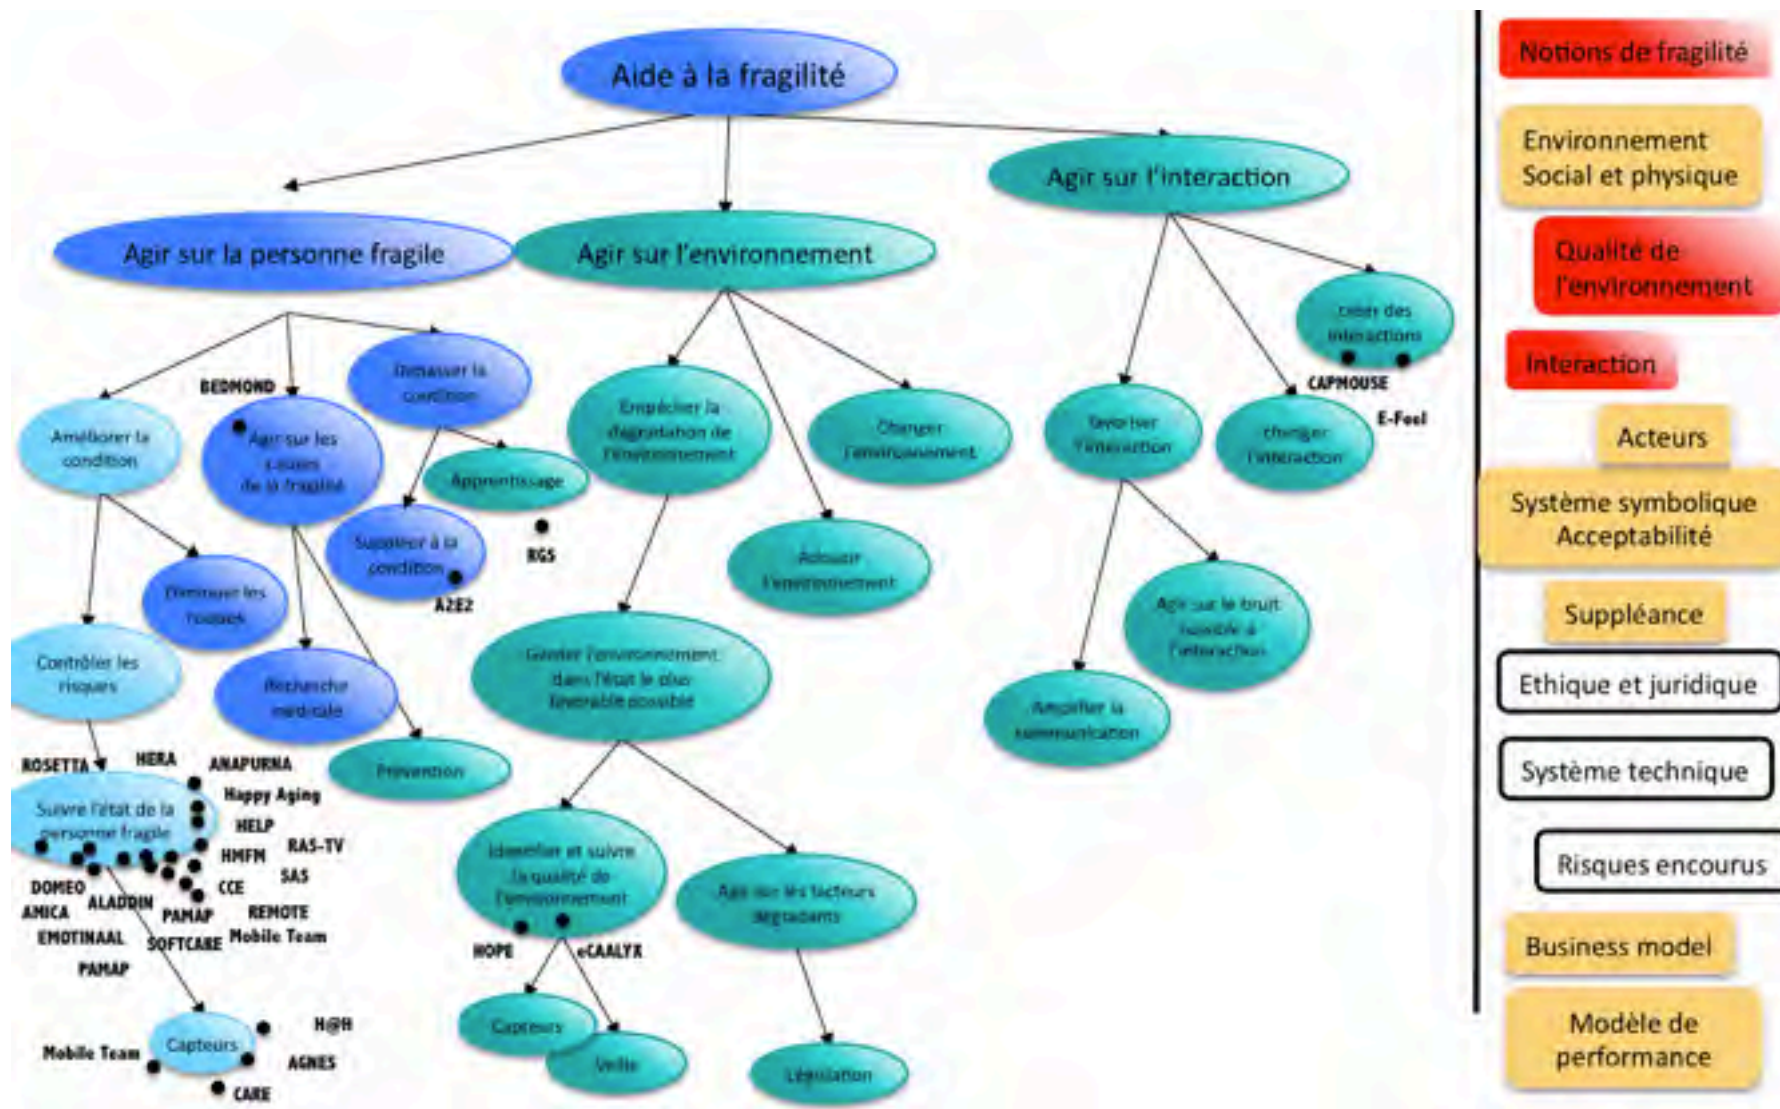 Aide à la fragilité
Agir sur l'interaction
Agir sur la personne fragile
Agir sur l'environnement
créer des
interactions
CAPMOUSE
E-Feel
BEDMOND
condition
Améliorer la
condition
Agir sur les
causes
de la fragilité
Apprentissage
RGS
Suppléer à la
condition
A2E2
Empêcher la
dégradation de
l'environnement
Changer
l'environnement
Adoucir
l'environnement
favoriser
l'interaction
changer
l'interaction
Diminuer les
risques
Contrôler les
risques
Recherche
médicale
Prévention
Garder l'environnement
dans l'état le plus
favorable possible
Agir sur le bruit
nuisible à
l'interaction
Amplifier la
communication
ROSETTA
HERA
ANAPURNA
Suivre l'état de la
personne fragile
Happy Aging
HELP
RAS-TV
HMFM
SAS
CCE
DOMEO
ALADDIN
AMICA
PAMAP
REMOTE
EMOTINAAL
SOFTCARE
Mobile Team
PAMAP
Capteurs
H@H
Mobile Team
AGNES
CARE
Identifier et suivre
la qualité de
l'environnement
HOPE
eCAALYX
Agir sur les facteurs
dégradants
Capteurs
Veille
Législation
Notions de fragilité
Environnement
Social et physique
Qualité de
l'environnement
Interaction
Acteurs
Système symbolique
Acceptabilité
Suppléance
Ethique et juridique
Système technique
Risques encourus
Business model
Modèle de
performance